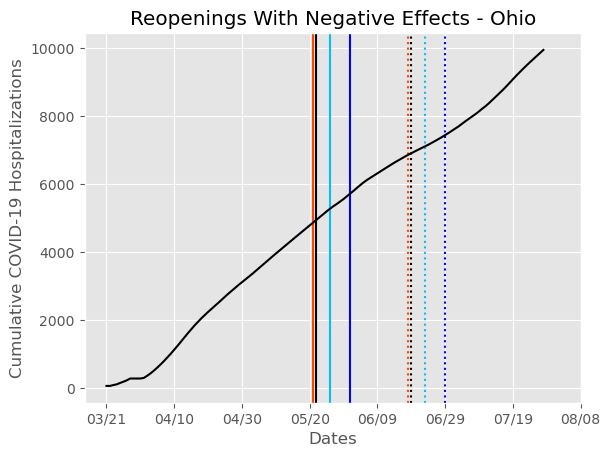 Reopenings With Negative Effects - Ohio
Cumulative COVID-19 Hospitalizations
10000
8000
6000
4000
2000
0
03/21 04/10 04/30 05/20 06/09 06/29 07/19 08/08
Dates